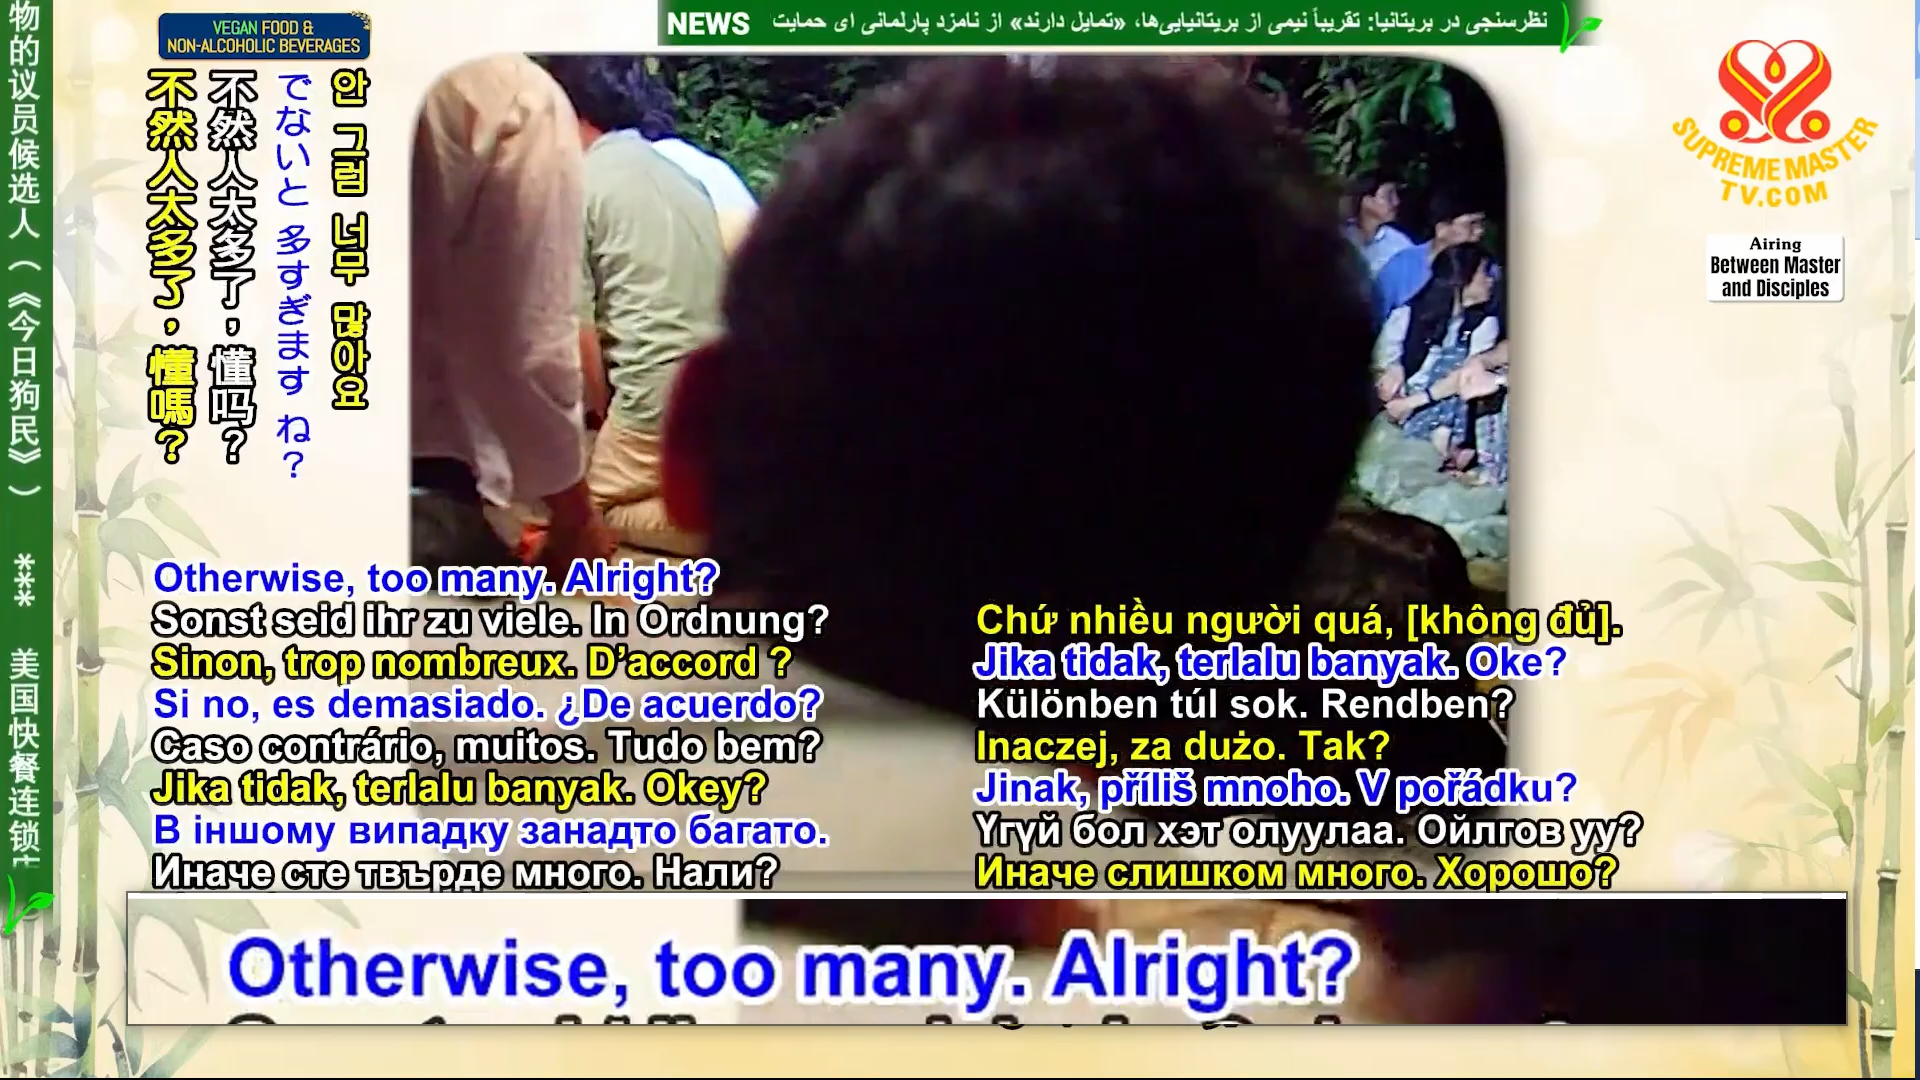 物的议员候选人（《今日狗民》） *** 美国快餐连锁
VEGAN FOOD &
NON-ALCOHOLIC BEVERAGES
NEWS
نظرسنجی در بریتانیا: تقریباً نیمی از بریتانیایی‌ها، «تمایل دارند» از نامزد پارلمانی ای حمایت
SUPREME MASTER
TV.COM
Airing
Between Master
and Disciples
안 그럼 너무 많아요
でないと 多すぎます ね？
不然人太多了，懂吗？
不然人太多了，懂嗎？
Otherwise, too many. Alright?
Sonst seid ihr zu viele. In Ordnung?
Sinon, trop nombreux. D’accord ?
Si no, es demasiado. ¿De acuerdo?
Caso contrário, muitos. Tudo bem?
Jika tidak, terlalu banyak. Okey?
В іншому випадку занадто багато.
Иначе сте твърде много. Нали?
Chứ nhiều người quá, [không đủ].
Jika tidak, terlalu banyak. Oke?
Különben túl sok. Rendben?
Inaczej, za dużo. Tak?
Jinak, příliš mnoho. V pořádku?
Үгүй бол хэт олуулаа. Ойлгов уу?
Иначе слишком много. Хорошо?
Otherwise, too many. Alright?